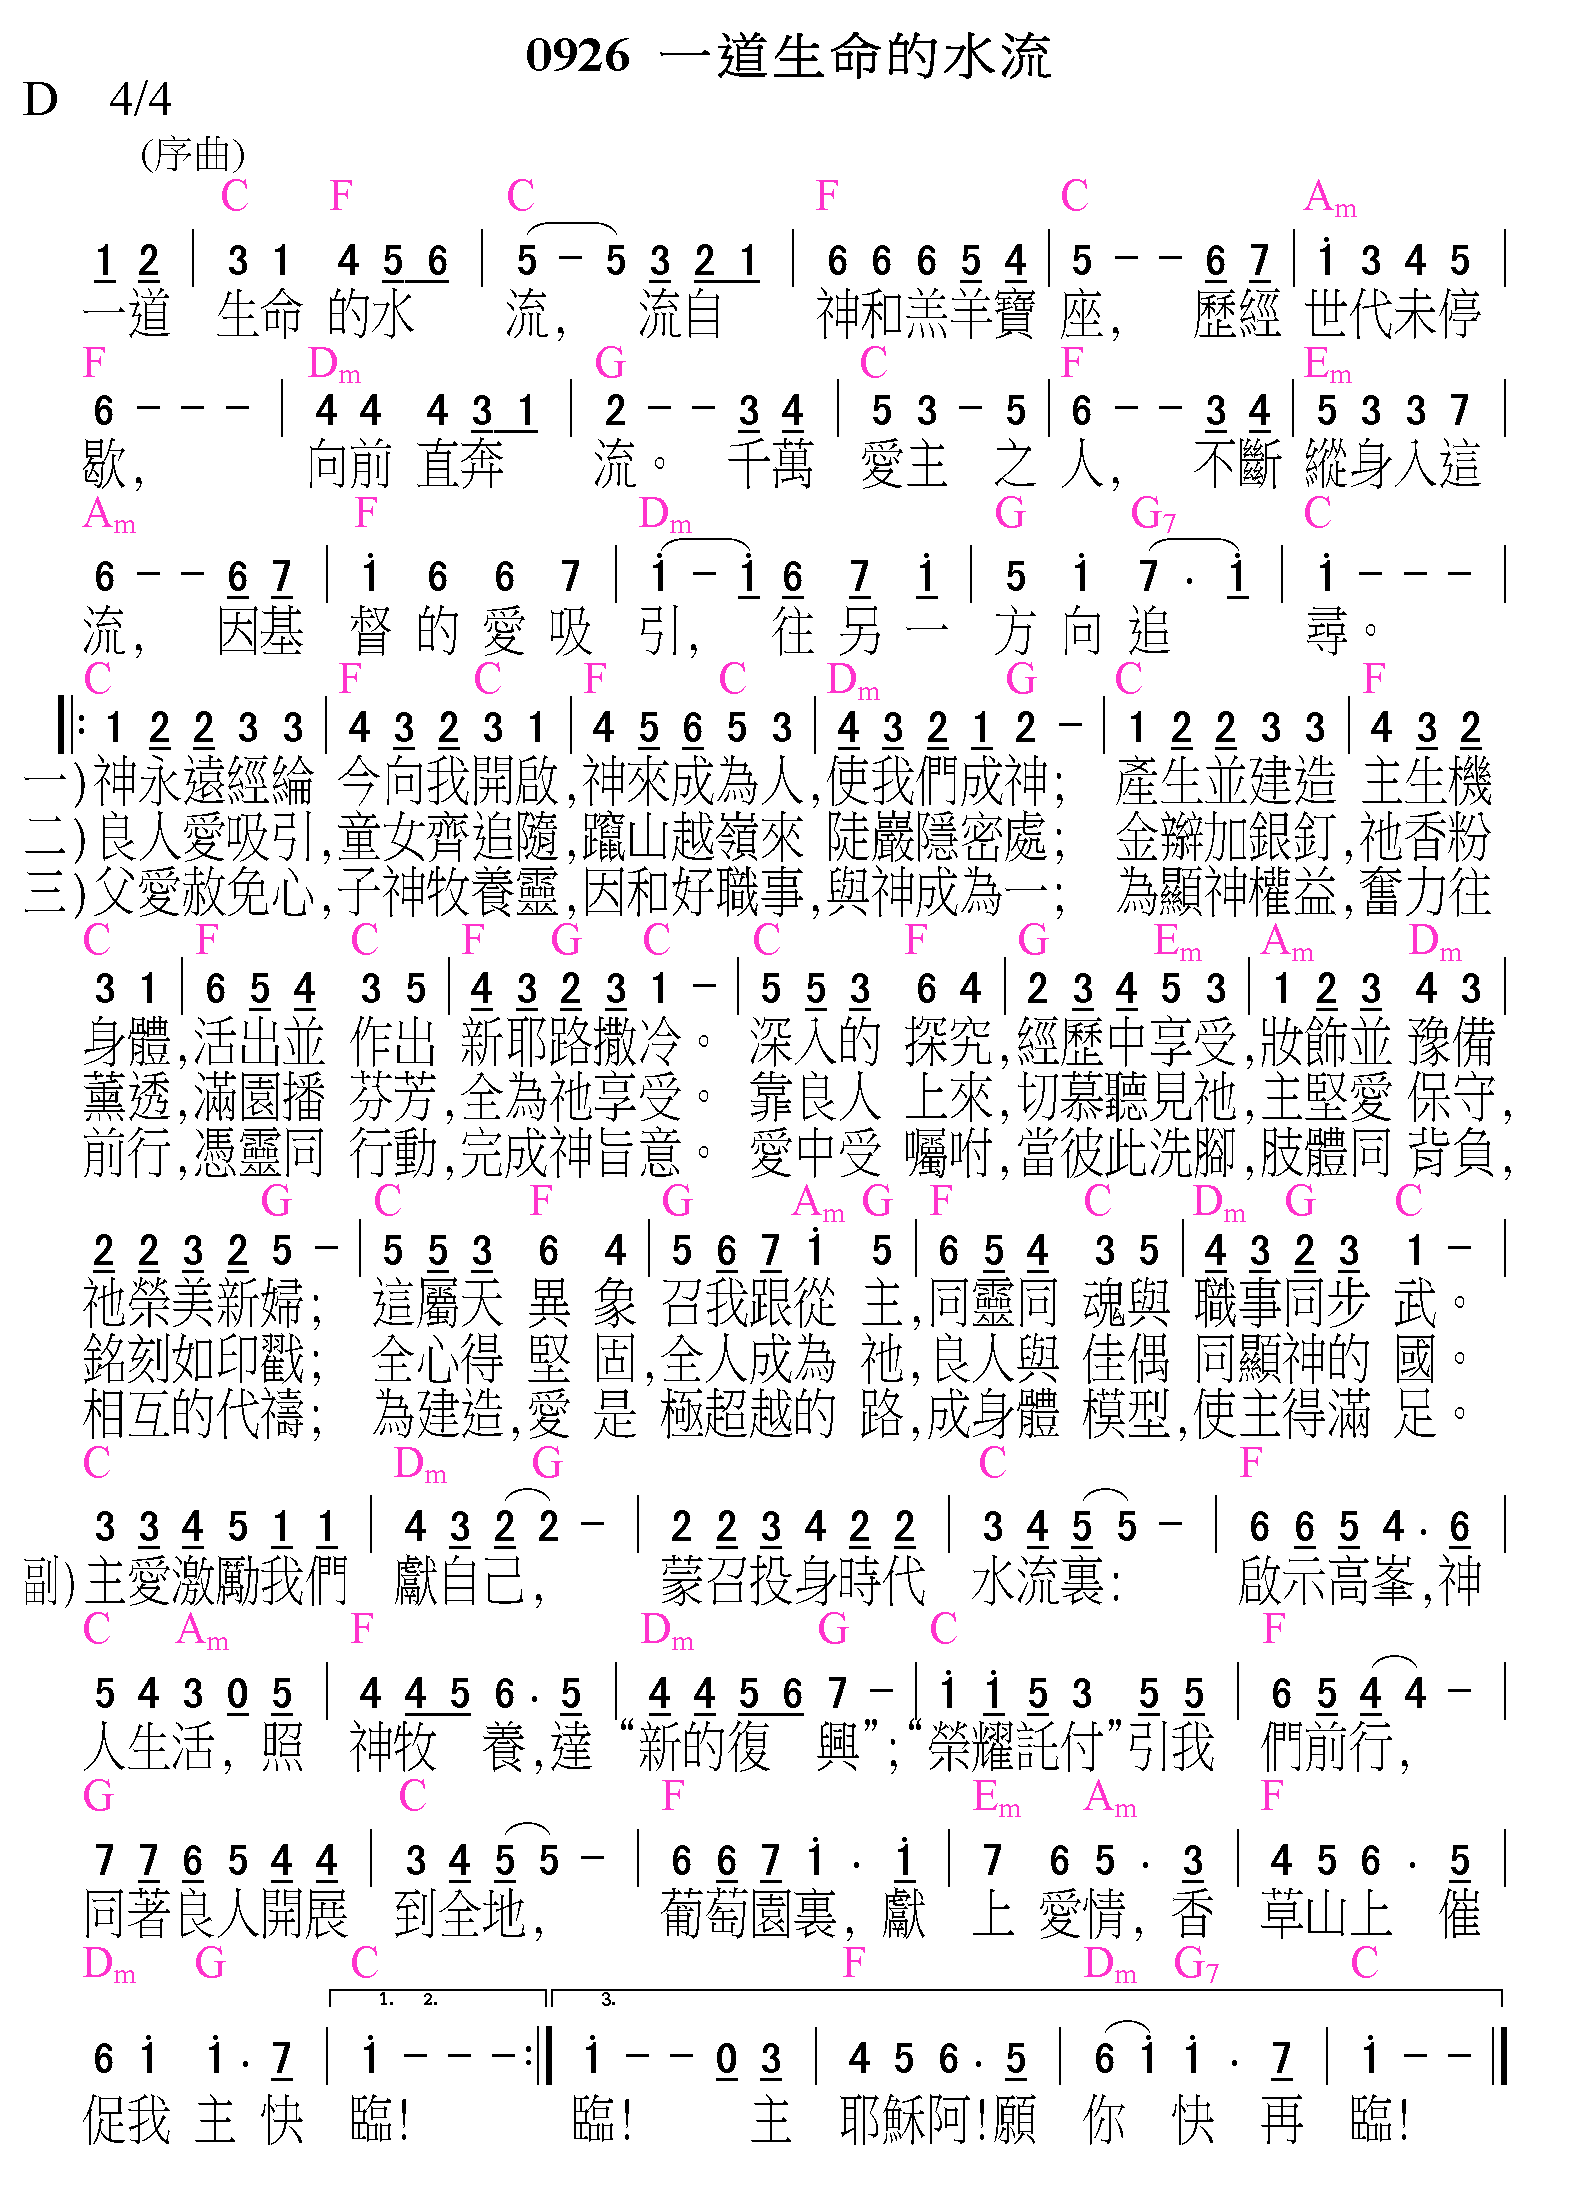 0926 一道生命的水流
D 4/4
(序曲)
C F C F C Am
1 2 | 3 1 4 5 6 | 5 - 5 3 2 1 | 6 6 6 5 4 | 5 - - 6 7 | i 3 4 5 |
一道 生命 的水 流, 流自 神和羔羊寶 座, 歷經 世代未停
F Dm G C F Em
6 - - - | 4 4 4 3 1 | 2 - - 3 4 | 5 3 - 5 | 6 - - 3 4 | 5 3 3 7 |
歇, 向前 直奔 流。 千萬 愛主 之 人, 不斷 縱身入這
Am F Dm G G7 C
6 - - 6 7 | i 6 6 7 | i - i 6 7 i | 5 i 7 . i | i - - - |
流, 因基 督 的 愛 吸 引, 往 另 一 方 向 追 尋。
C F C F C Dm G C F
‖: 1 2 2 3 3 | 4 3 2 3 1 | 4 5 6 5 3 | 4 3 2 1 2 - | 1 2 2 3 3 | 4 3 2
一)神永遠經綸 今向我開啟,神來成為人,使我們成神; 產生並建造 主生機
二)良人愛吸引,童女齊追隨,躥山越嶺來 陡巖隱密處; 金辮加銀釘,祂香粉
三)父愛赦免心,子神牧養靈,因和好職事,與神成為一; 為顯神權益,奮力往
C F C F G C C F G Em Am Dm
3 1 | 6 5 4 3 5 | 4 3 2 3 1 - | 5 5 3 6 4 | 2 3 4 5 3 | 1 2 3 4 3 |
身體,活出並 作出 新耶路撒冷。 深入的 探究,經歷中享受,妝飾並 豫備
薰透,滿園播 芬芳,全為祂享受。 靠良人 上來,切慕聽見祂,主堅愛 保守,
前行,憑靈同 行動,完成神旨意。 愛中受 囑咐,當彼此洗腳,肢體同 背負,
G C F G Am G F C Dm G C
2 2 3 2 5 - | 5 5 3 6 4 | 5 6 7 i 5 | 6 5 4 3 5 | 4 3 2 3 1 - |
祂榮美新婦; 這屬天 異 象 召我跟從 主,同靈同 魂與 職事同步 武。
銘刻如印戳; 全心得 堅 固,全人成為 祂,良人與 佳偶 同顯神的 國。
相互的代禱; 為建造,愛 是 極超越的 路,成身體 模型,使主得滿 足。
C Dm G C F
3 3 4 5 1 1 | 4 3 2 2 - | 2 2 3 4 2 2 | 3 4 5 5 - | 6 6 5 4 . 6 |
副)主愛激勵我們 獻自己, 蒙召投身時代 水流裏: 啟示高峯,神
C Am F Dm G C F
5 4 3 0 5 | 4 4 5 6 . 5 | 4 4 5 6 7 - | i i 5 3 5 5 | 6 5 4 4 - |
人生活, 照 神牧 養,達“新的復 興”;“榮耀託付”引我 們前行,
G C F Em Am F
7 7 6 5 4 4 | 3 4 5 5 - | 6 6 7 i . i | 7 6 5 . 3 | 4 5 6 . 5 |
同著良人開展 到全地, 葡萄園裏, 獻 上 愛情, 香 草山上 催
Dm G C F Dm G7 C
1. 2. 3.
6 i i . 7 | i - - - :‖ i - - 0 3 | 4 5 6 . 5 | 6 i i . 7 | i - - ‖
促我 主 快 臨! 臨! 主 耶穌阿!願 你 快 再 臨!